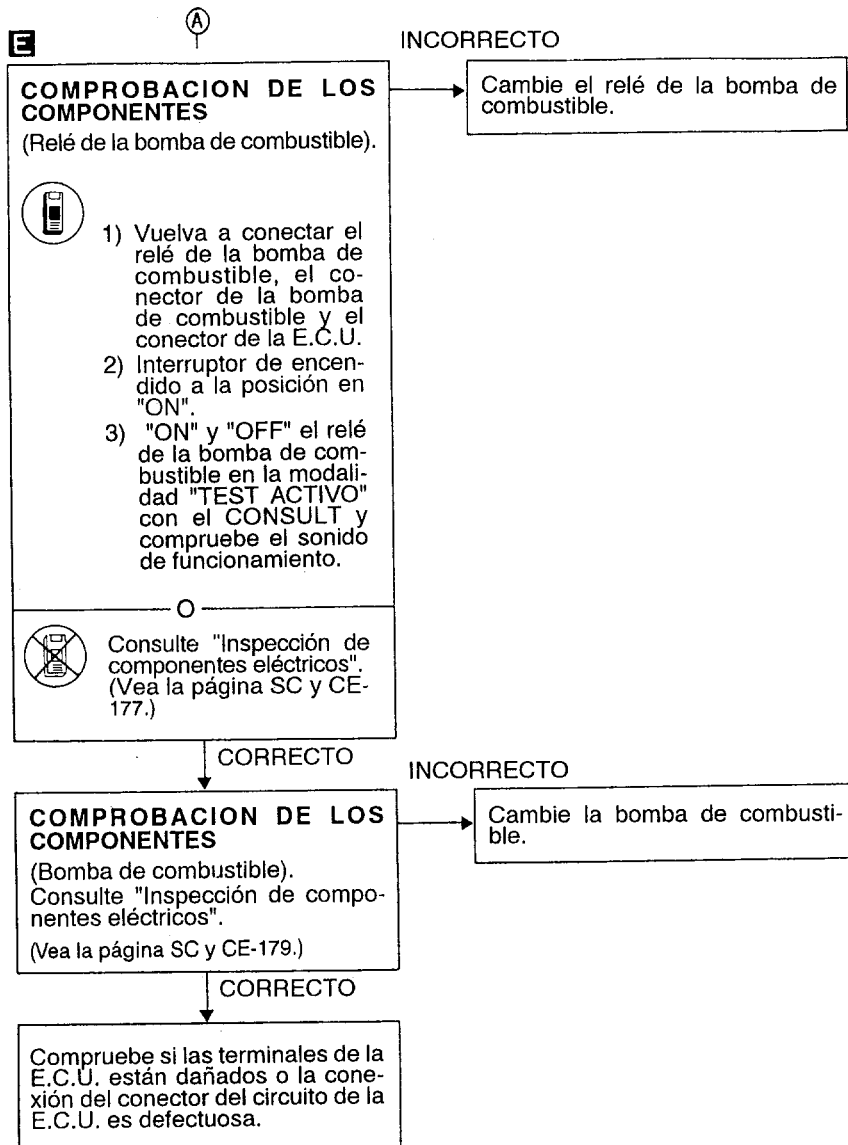 A
E
INCORRECTO
COMPROBACION DE LOS
COMPONENTES
(Relé de la bomba de combustible).
1) Vuelva a conectar el
relé de la bomba de
combustible, el co-
nector de la bomba
de combustible y el
conector de la E.C.U.
2) Interruptor de encen-
dido a la posición en
"ON".
3) "ON" y "OFF" el relé
de la bomba de com-
bustible en la modali-
dad "TEST ACTIVO"
con el CONSULT y
compruebe el sonido
de funcionamiento.
O
Consulte "Inspección de
componentes eléctricos".
(Vea la página SC y CE-
177.)
Cambie el relé de la bomba de
combustible.
CORRECTO
INCORRECTO
COMPROBACION DE LOS
COMPONENTES
(Bomba de combustible).
Consulte "Inspección de compo-
nentes eléctricos".
(Vea la página SC y CE-179.)
Cambie la bomba de combusti-
ble.
CORRECTO
Compruebe si las terminales de la
E.C.U. están dañados o la cone-
xión del conector del circuito de la
E.C.U. es defectuosa.